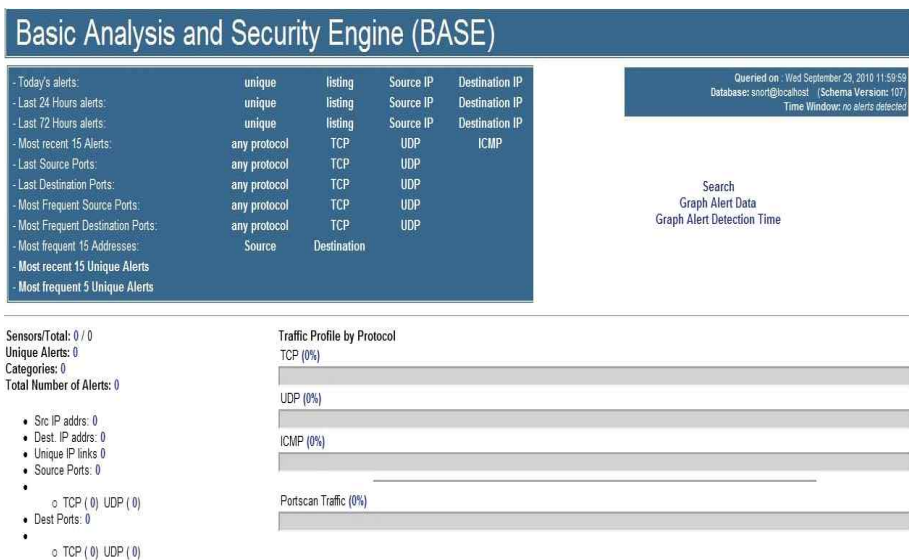 Basic Analysis and Security Engine (BASE)
- Today's alerts: unique listing Source IP Destination IP
- Last 24 Hours alerts: unique listing Source IP Destination IP
- Last 72 Hours alerts: unique listing Source IP Destination IP
- Most recent 15 Alerts: any protocol TCP UDP ICMP
- Last Source Ports: any protocol TCP UDP
- Last Destination Ports: any protocol TCP UDP
- Most Frequent Source Ports: any protocol TCP UDP
- Most Frequent Destination Ports: any protocol TCP UDP
- Most frequent 15 Addresses: Source Destination
- Most recent 15 Unique Alerts
- Most frequent 5 Unique Alerts
Queried on : Wed September 29, 2010 11:59:59
Database: snort@localhost (Schema Version: 107)
Time Window: no alerts detected
Search
Graph Alert Data
Graph Alert Detection Time
Sensors/Total: 0 / 0
Unique Alerts: 0
Categories: 0
Total Number of Alerts: 0
• Src IP addrs: 0
• Dest. IP addrs: 0
• Unique IP links 0
• Source Ports: 0
•
○ TCP ( 0) UDP ( 0)
• Dest Ports: 0
•
○ TCP ( 0) UDP ( 0)
Traffic Profile by Protocol
TCP (0%)
UDP (0%)
ICMP (0%)
Portscan Traffic (0%)